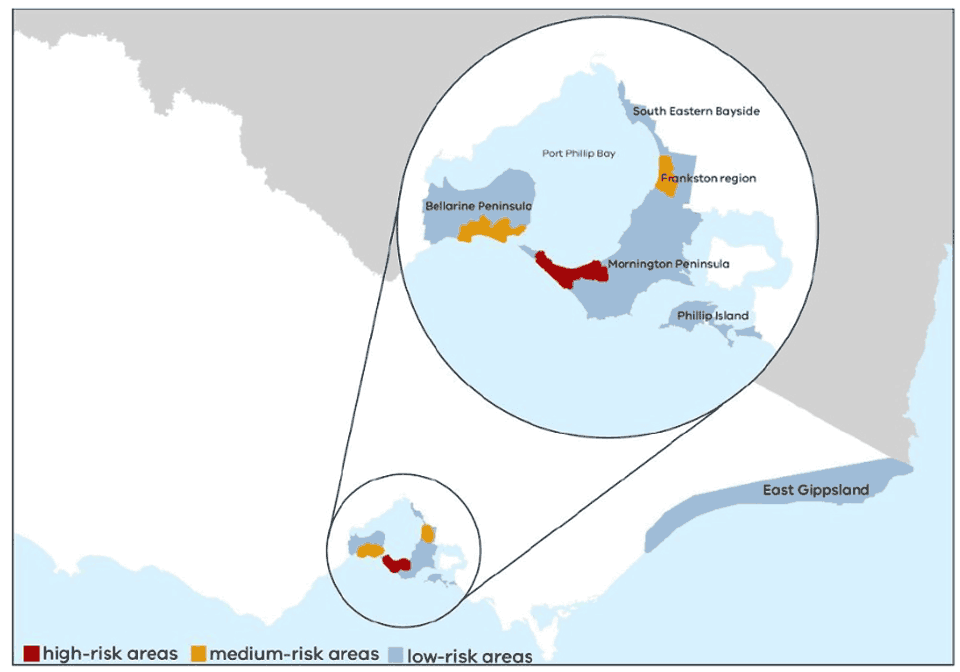 South Eastern Bayside
Port Phillip Bay
Frankston region
Bellarine Peninsula
Mornington Peninsula
Phillip Island
East Gippsland
high-risk areas medium-risk areas low-risk areas